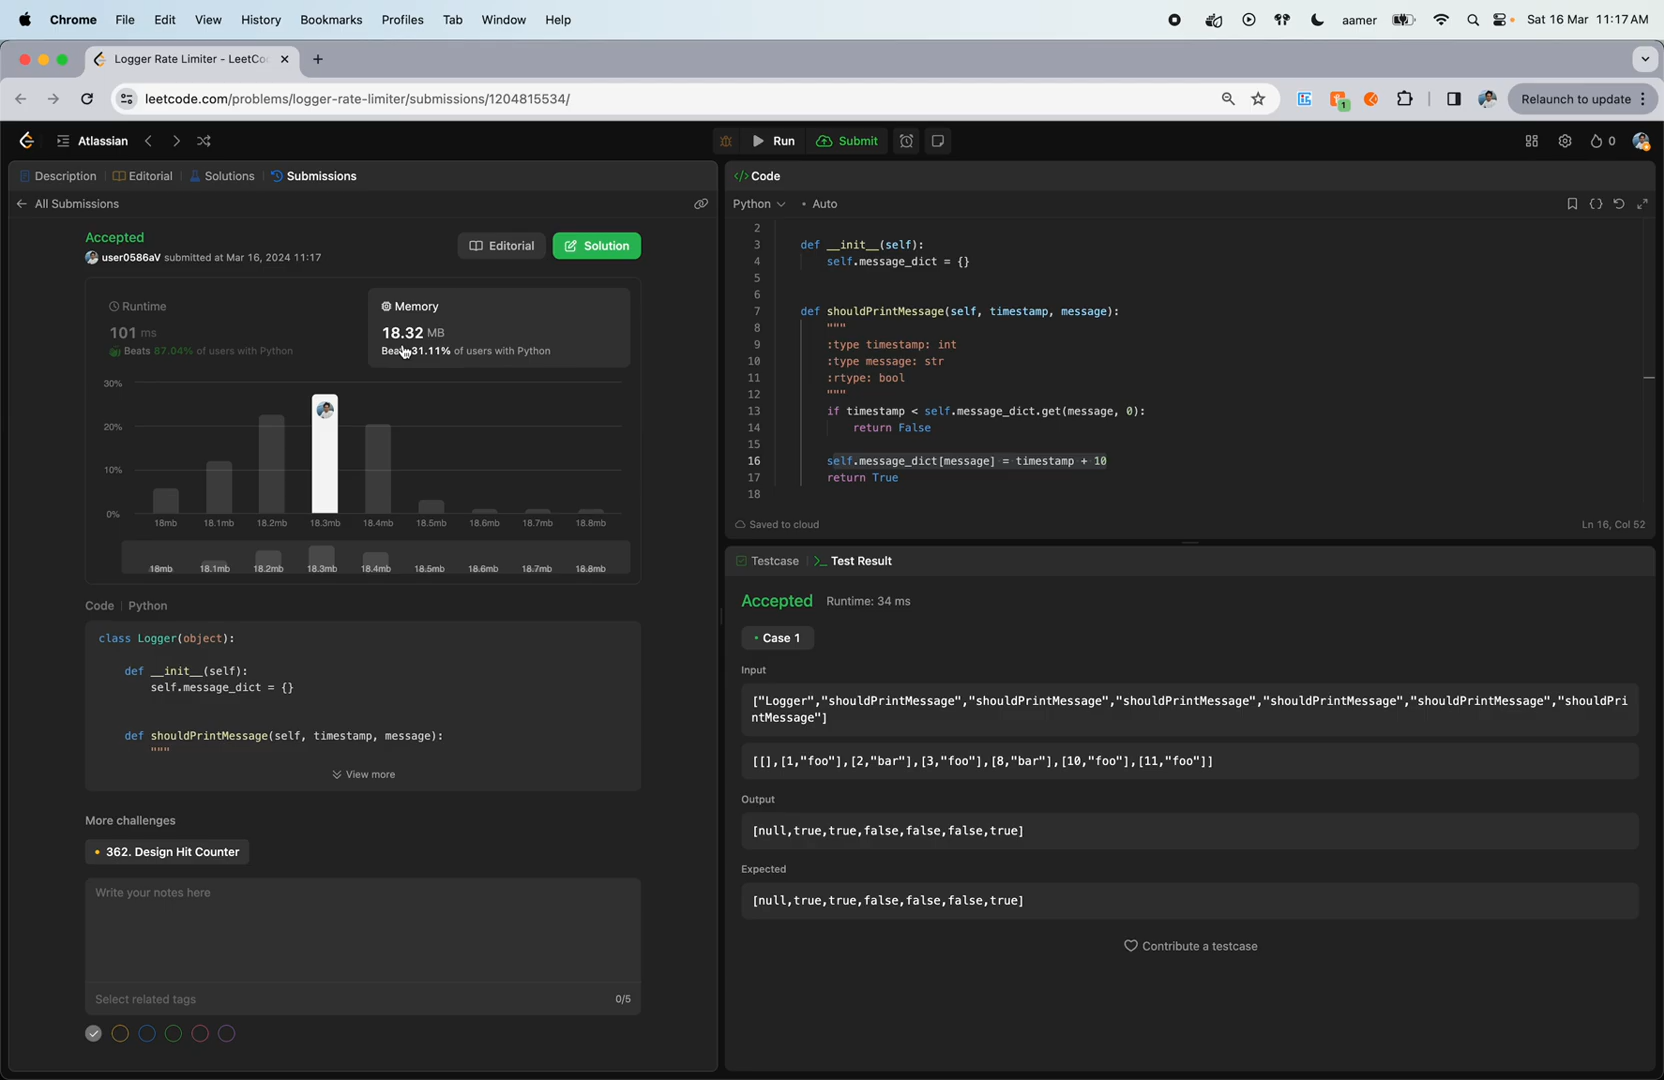 Chrome File Edit View History Bookmarks Profiles Tab Window Help aamer Sat 16 Mar 11:17 AM
Logger Rate Limiter - LeetCo
leetcode.com/problems/logger-rate-limiter/submissions/1204815534/ 1 Relaunch to update
Atlassian Run Submit 0
Description Editorial Solutions Submissions
All Submissions
Accepted
user0586aV submitted at Mar 16, 2024 11:17
Editorial Solution
Runtime
101 ms
Beats 87.04% of users with Python
Memory
18.32 MB
31.11% of users with Python
30%
20%
10%
0%
18mb 18.1mb 18.2mb 18.3mb 18.4mb 18.5mb 18.6mb 18.7mb 18.8mb
18mb 18.1mb 18.2mb 18.3mb 18.4mb 18.5mb 18.6mb 18.7mb 18.8mb
Code Python
class Logger(object):
def __init__(self):
self.message_dict = {}
def shouldPrintMessage(self, timestamp, message):
"""
View more
More challenges
362. Design Hit Counter
Write your notes here
Select related tags 0/5
</> Code
Python Auto
2
3 def __init__(self):
4 self.message_dict = {}
5
6
7 def shouldPrintMessage(self, timestamp, message):
8 """
9 :type timestamp: int
10 :type message: str
11 :rtype: bool
12 """
13 if timestamp < self.message_dict.get(message, 0):
14 return False
15
16 self.message_dict[message] = timestamp + 10
17 return True
18
Saved to cloud Ln 16, Col 52
Testcase >_ Test Result
Accepted Runtime: 34 ms
Case 1
Input
["Logger","shouldPrintMessage","shouldPrintMessage","shouldPrintMessage","shouldPrintMessage","shouldPrintMessage","shouldPri
ntMessage"]
[[],[1,"foo"],[2,"bar"],[3,"foo"],[8,"bar"],[10,"foo"],[11,"foo"]]
Output
[null,true,true,false,false,false,true]
Expected
[null,true,true,false,false,false,true]
Contribute a testcase